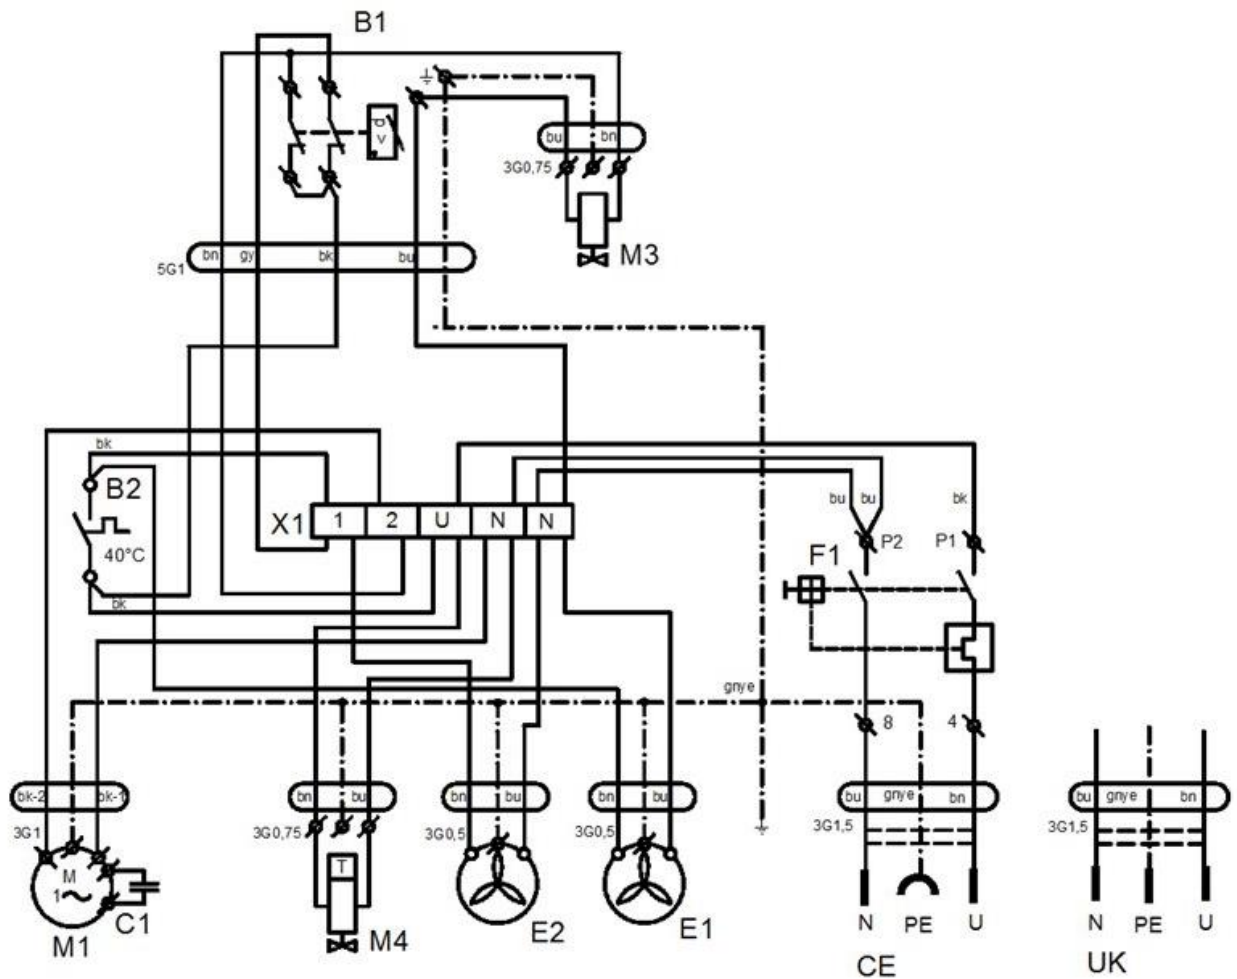 B1
p >
bu bn
3G0,75
M3
bn gy bk bu
5G1
bk
B2
40°C
bk
X1 1 2 U N N
bu bu bk
P2 P1
F1
gnye
8 4
bk-2 bk-1
3G1
M
1
C1
M1
bn bu
3G0,75
T
M4
bn bu
3G0,5
E2
bn bu
3G0,5
E1
bu gnye bn
3G1,5
N PE U
CE
bu gnye bn
3G1,5
N PE U
UK